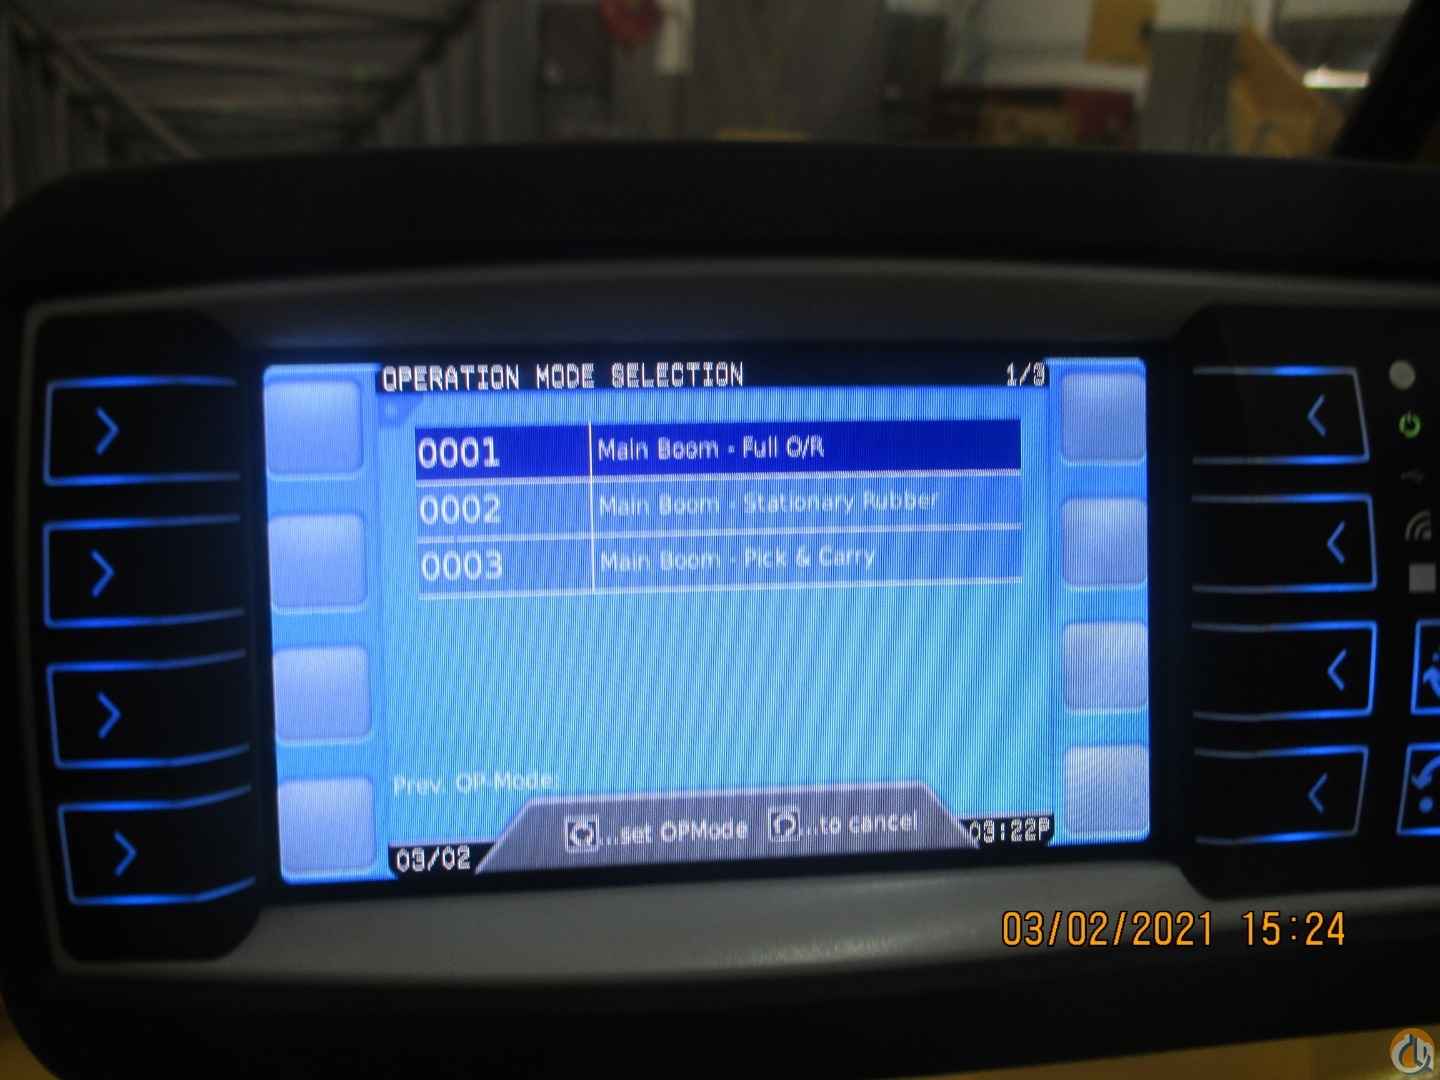 OPERATION MODE SELECTION 1/3
0001 Main Boom - Full O/R
0002 Main Boom - Stationary Rubber
0003 Main Boom - Pick & Carry
Prev. OP-Mode:
...set OPMode ...to cancel
03/02 03:22P
03/02/2021 15:24